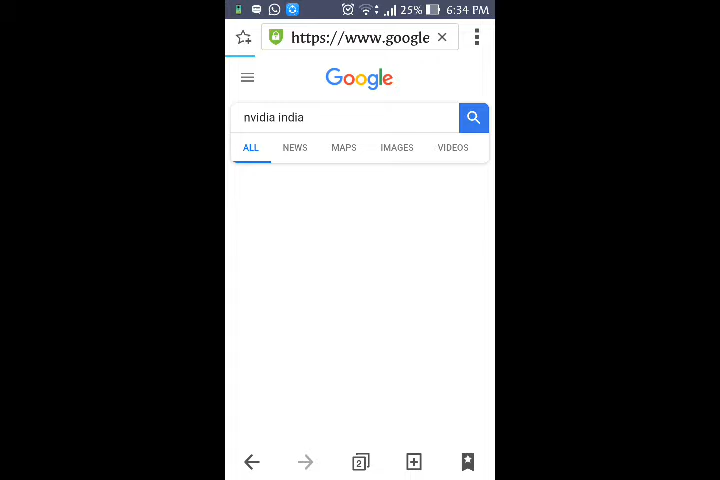 25% 6:34 PM
https://www.google
Google
nvidia india
ALL NEWS MAPS IMAGES VIDEOS
2